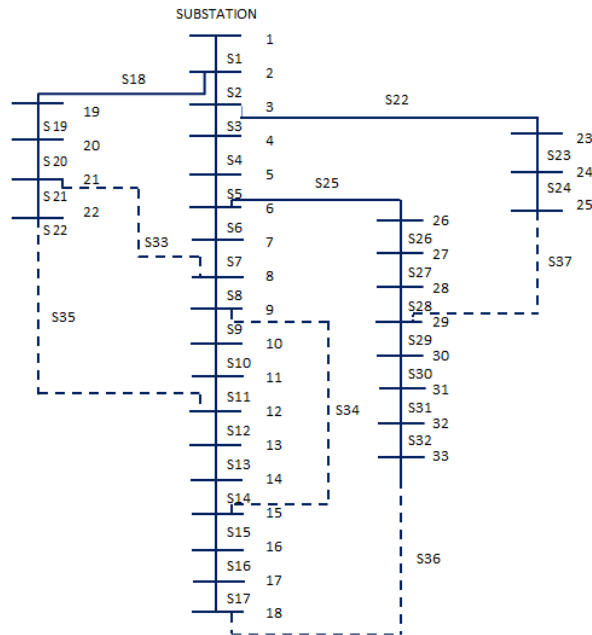 SUBSTATION
1
S1
S18
2
S2
S22
19
3
S 19
S3
23
20
4
S23
S20
S4
24
21
5
S25
S24
S 21
S5
25
22
6
26
S 22
S6
S26
S33
7
27
S37
S7
S27
8
28
S8
S28
S35
9
29
S9
S29
10
30
S10
S30
11
31
S11
S34
S31
12
32
S12
S32
13
33
S13
14
S14
15
S15
16
S36
S16
17
S17
18